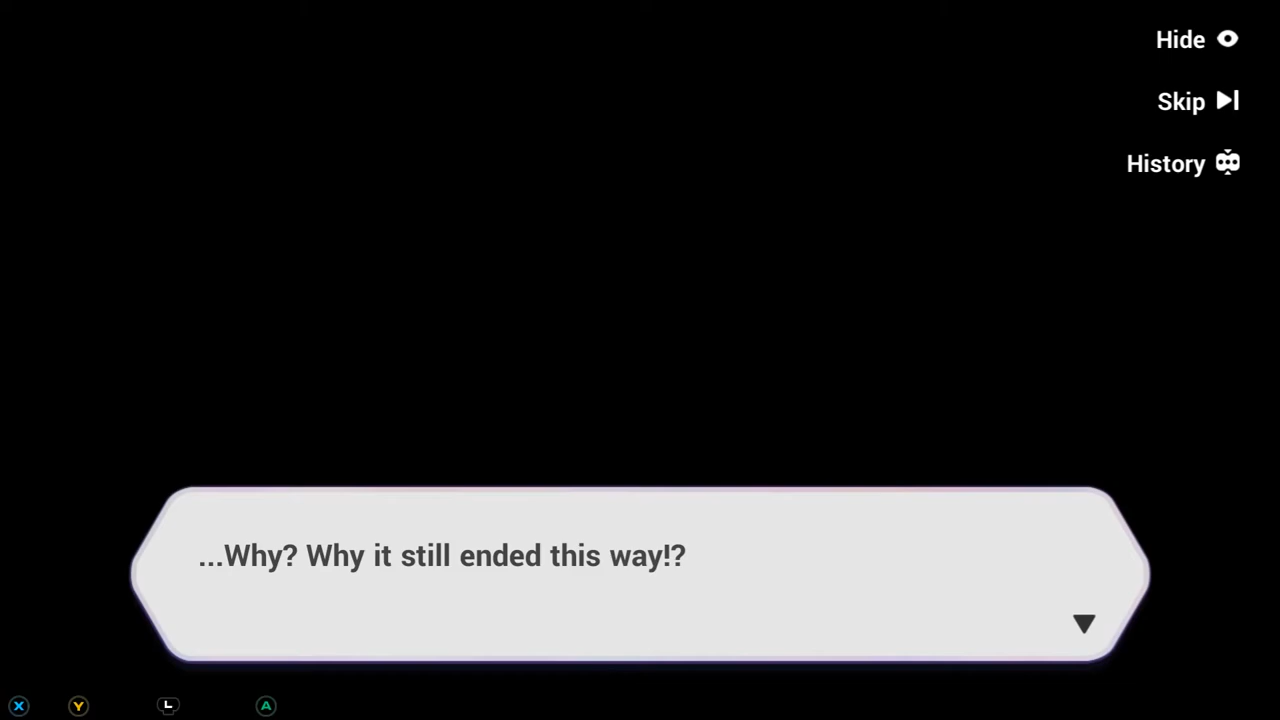 Hide
Skip
History
...Why? Why it still ended this way!?
X Y L A